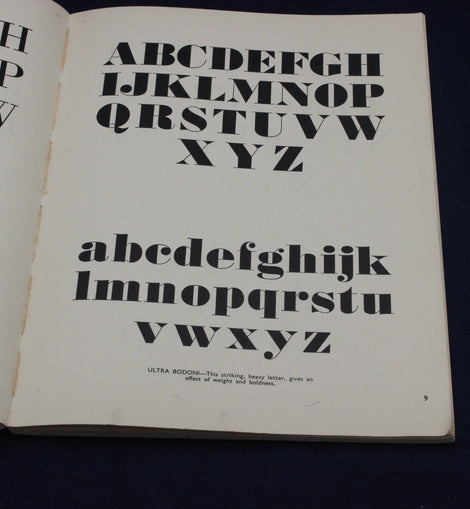 H
P
W
ABCDEFGH
IJKLMNOP
QRSTUVW
XYZ
abcdefghijk
lmnopqrstu
vwxyz
ULTRA BODONI—This striking, heavy letter, gives an
effect of weight and boldness.
9